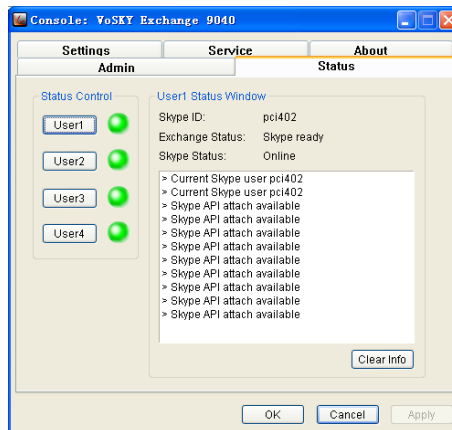 Console: VoSKY Exchange 9040
Settings Service About
Admin Status
Status Control
User1
User2
User3
User4
User1 Status Window
Skype ID: pci402
Exchange Status: Skype ready
Skype Status: Online
> Current Skype user pci402
> Current Skype user pci402
> Skype API attach available
> Skype API attach available
> Skype API attach available
> Skype API attach available
> Skype API attach available
> Skype API attach available
> Skype API attach available
> Skype API attach available
> Skype API attach available
Clear Info
OK Cancel Apply